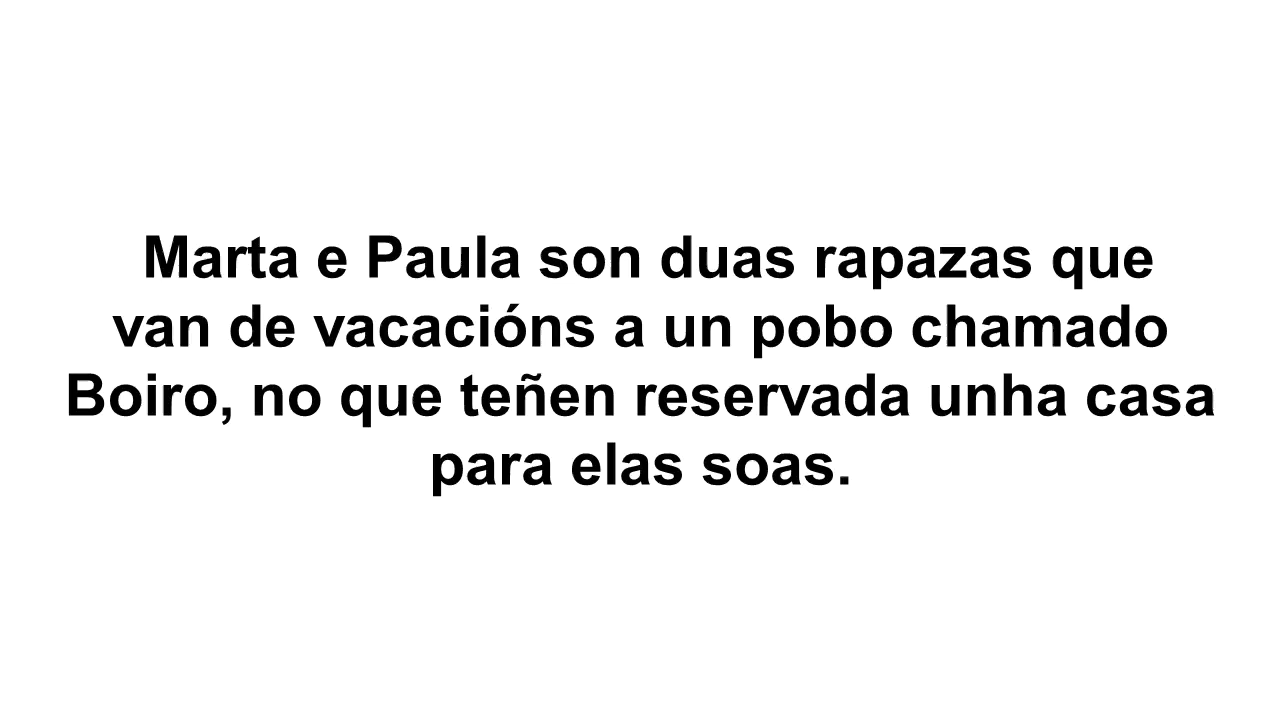 Marta e Paula son duas rapazas que
van de vacacións a un pobo chamado
Boiro, no que teñen reservada unha casa
para elas soas.